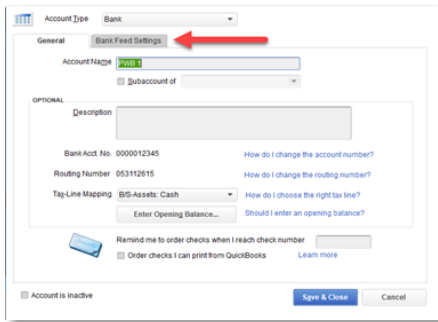 Account Type Bank
General Bank Feed Settings
Account Name PWB 1
Subaccount of
OPTIONAL
Description
Bank Acct. No. 0000012345 How do I change the account number?
Routing Number 053112615 How do I change the routing number?
Tax-Line Mapping B/S-Assets: Cash How do I choose the right tax line?
Enter Opening Balance... Should I enter an opening balance?
Remind me to order checks when I reach check number
Order checks I can print from QuickBooks Learn more
Account is inactive Save & Close Cancel